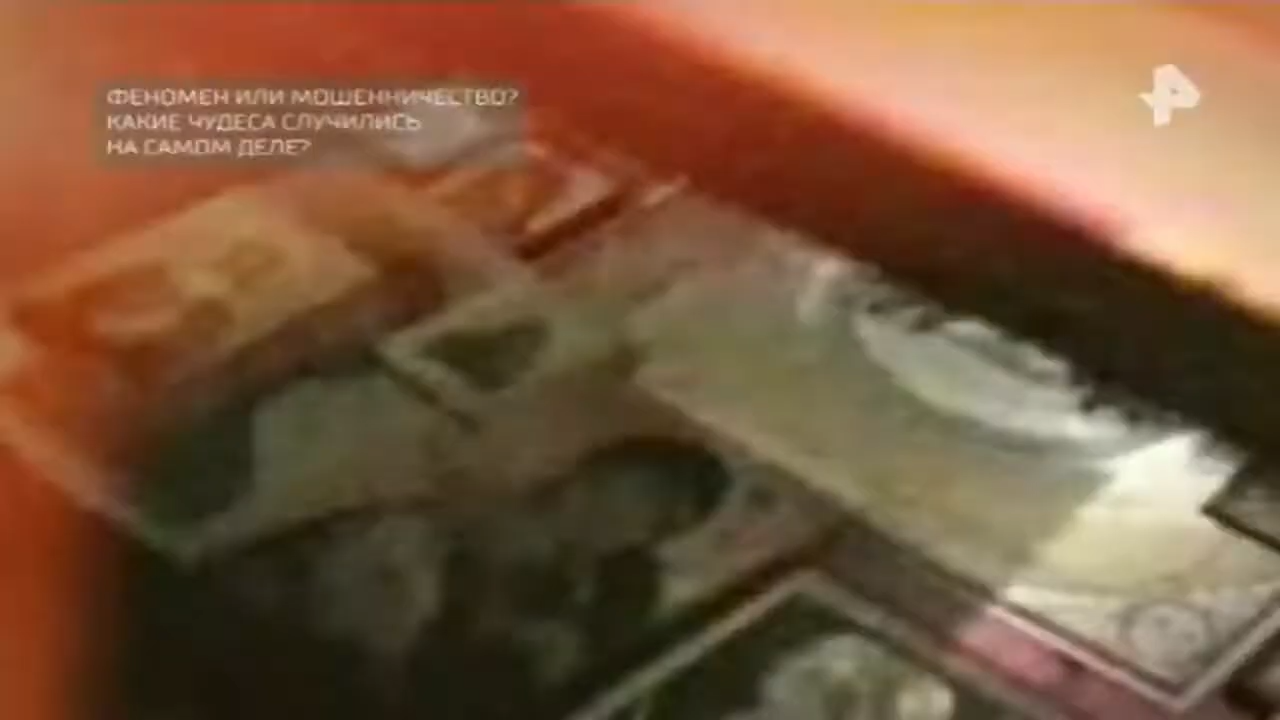 ФЕНОМЕН ИЛИ МОШЕННИЧЕСТВО?
КАКИЕ ЧУДЕСА СЛУЧИЛИСЬ
НА САМОМ ДЕЛЕ?